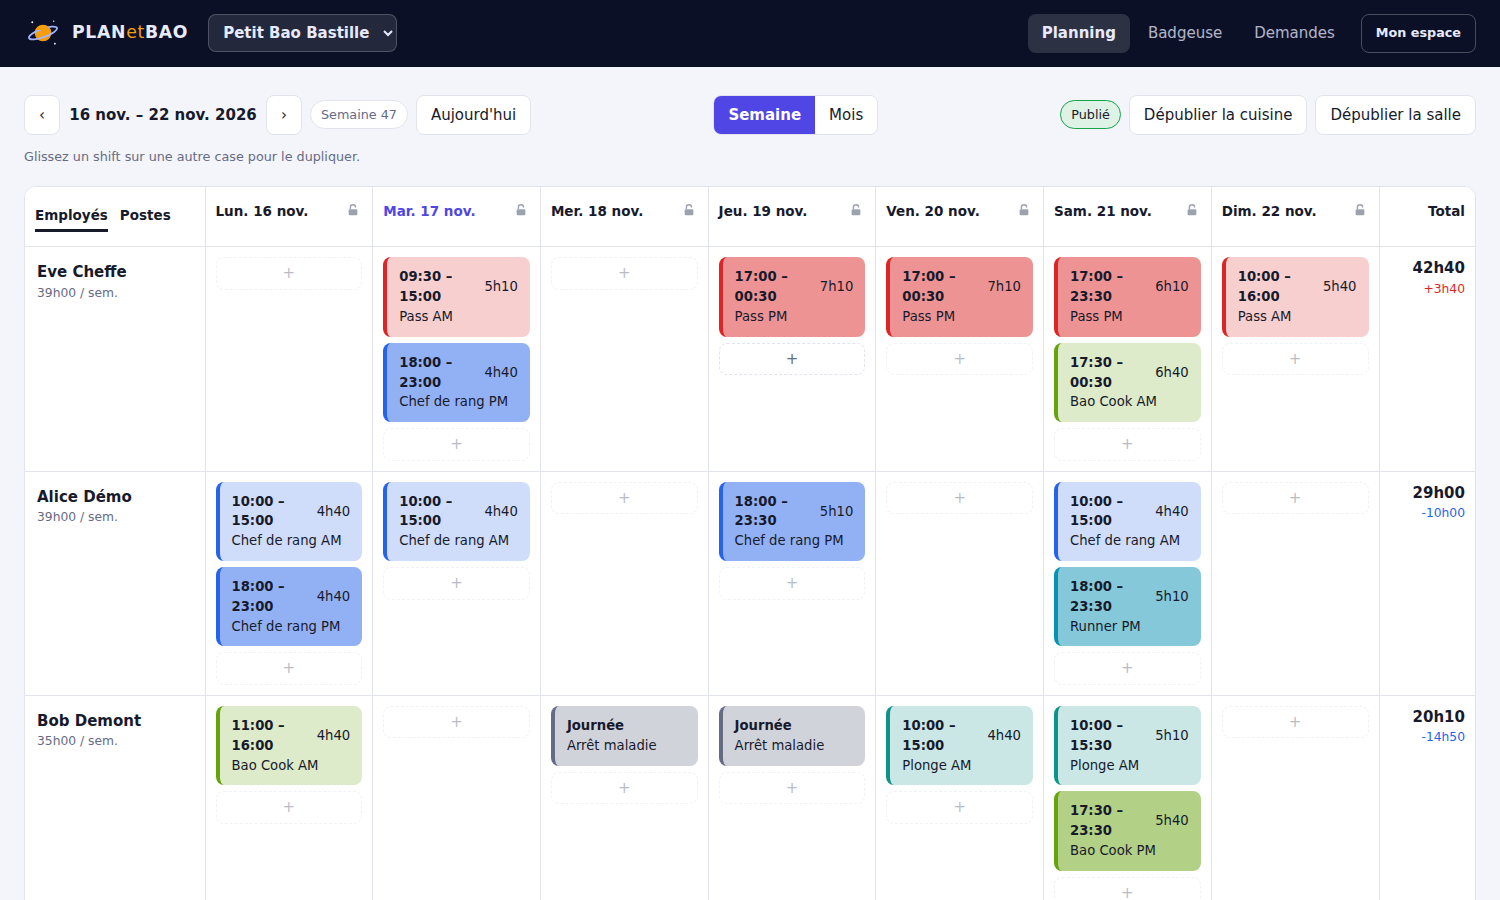 PLANetBAO
Petit Bao Bastille
Planning
Badgeuse
Demandes
Mon espace
‹
16 nov. – 22 nov. 2026
›
Semaine 47
Aujourd'hui
Semaine
Mois
Publié
Dépublier la cuisine
Dépublier la salle
Glissez un shift sur une autre case pour le dupliquer.
Employés
Postes
Lun. 16 nov.
Mar. 17 nov.
Mer. 18 nov.
Jeu. 19 nov.
Ven. 20 nov.
Sam. 21 nov.
Dim. 22 nov.
Total
Eve Cheffe
39h00 / sem.
+
09:30 –
15:00
5h10
Pass AM
18:00 –
23:00
4h40
Chef de rang PM
+
+
17:00 –
00:30
7h10
Pass PM
+
17:00 –
00:30
7h10
Pass PM
+
17:00 –
23:30
6h10
Pass PM
17:30 –
00:30
6h40
Bao Cook AM
+
10:00 –
16:00
5h40
Pass AM
+
42h40
+3h40
Alice Démo
39h00 / sem.
10:00 –
15:00
4h40
Chef de rang AM
18:00 –
23:00
4h40
Chef de rang PM
+
10:00 –
15:00
4h40
Chef de rang AM
+
+
18:00 –
23:30
5h10
Chef de rang PM
+
+
10:00 –
15:00
4h40
Chef de rang AM
18:00 –
23:30
5h10
Runner PM
+
+
29h00
-10h00
Bob Demont
35h00 / sem.
11:00 –
16:00
4h40
Bao Cook AM
+
+
Journée
Arrêt maladie
+
Journée
Arrêt maladie
+
10:00 –
15:00
4h40
Plonge AM
+
10:00 –
15:30
5h10
Plonge AM
17:30 –
23:30
5h40
Bao Cook PM
+
+
20h10
-14h50